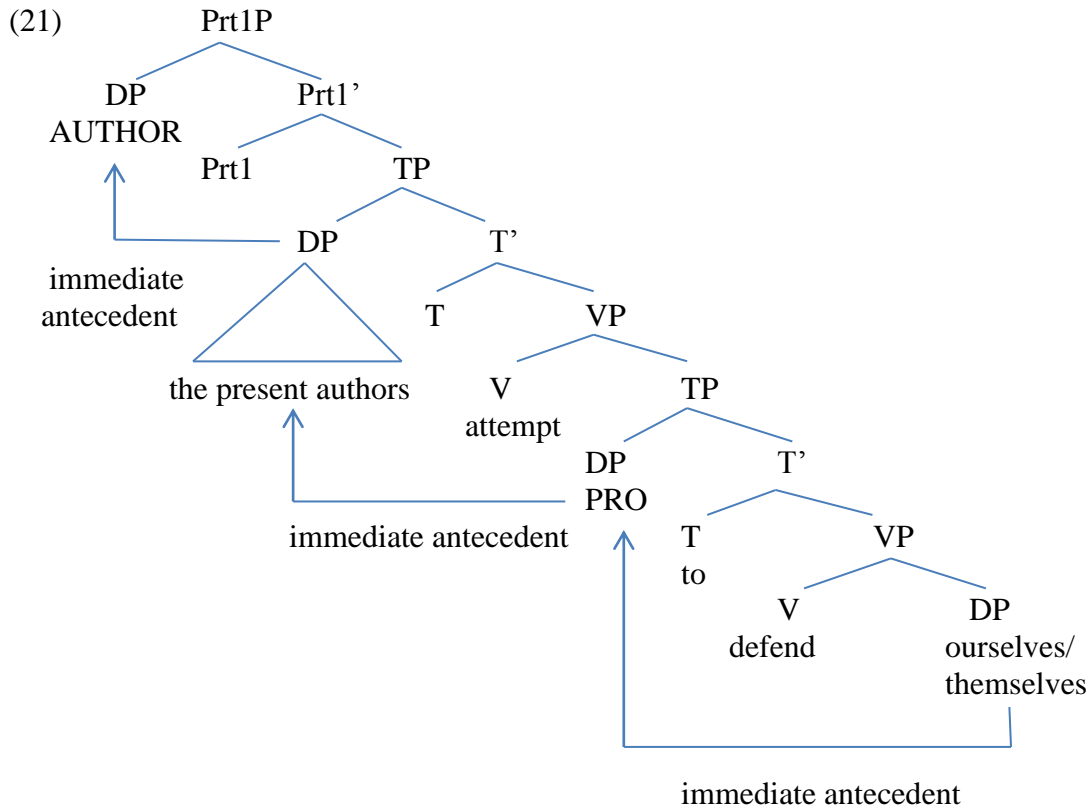 (21) Prt1P
DP Prt1’
AUTHOR
Prt1 TP
DP T’
immediate
antecedent
T VP
the present authors V TP
attempt
DP T’
PRO
immediate antecedent T VP
to
V DP
defend ourselves/
themselves
immediate antecedent